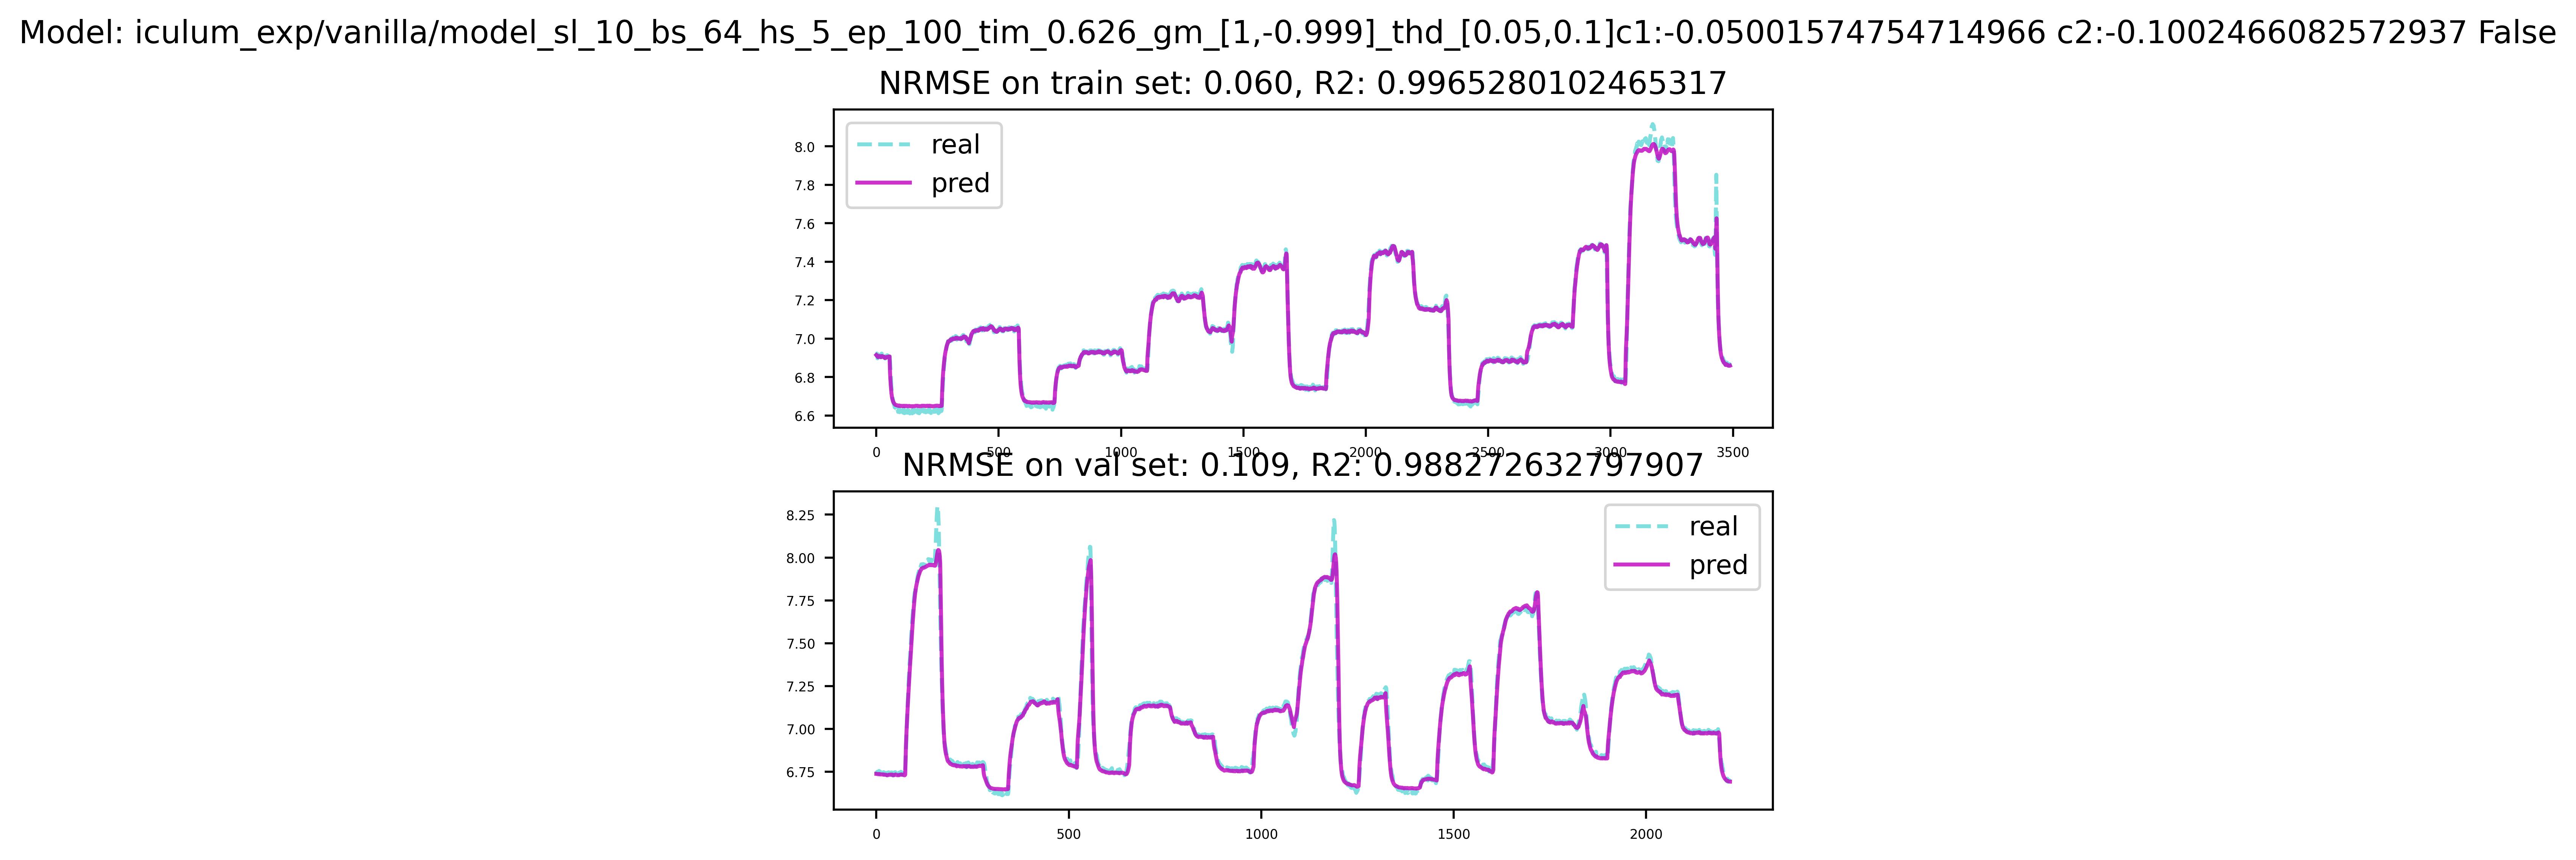 Model: iculum_exp/vanilla/model_sl_10_bs_64_hs_5_ep_100_tim_0.626_gm_[1,-0.999]_thd_[0.05,0.1]c1:-0.05001574754714966 c2:-0.1002466082572937 False
NRMSE on train set: 0.060, R2: 0.9965280102465317
real
pred
8.0
7.8
7.6
7.4
7.2
7.0
6.8
6.6
0 500 1000 1500 2000 2500 3000 3500
NRMSE on val set: 0.109, R2: 0.988272632797907
real
pred
8.25
8.00
7.75
7.50
7.25
7.00
6.75
0 500 1000 1500 2000